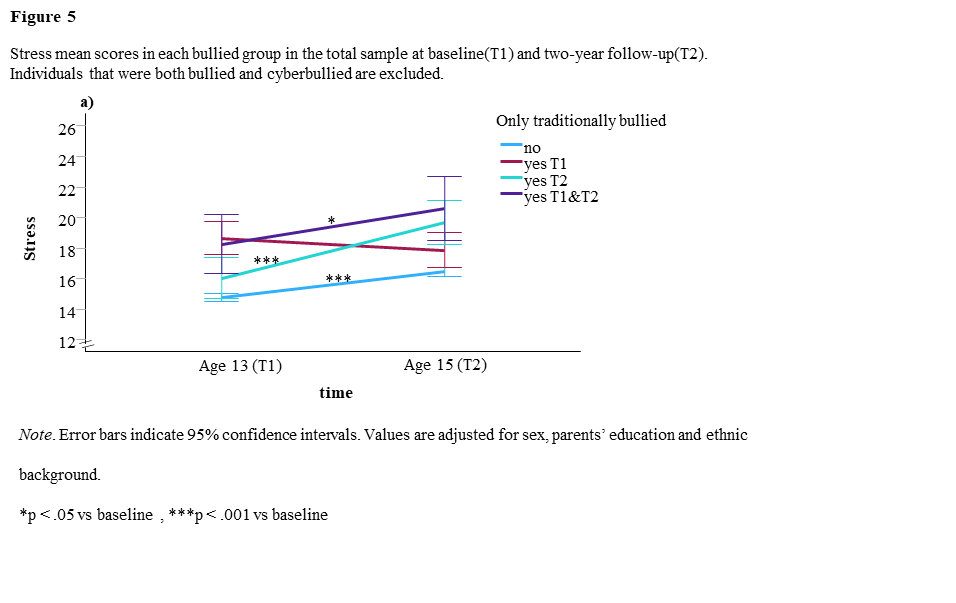 Figure 5
Stress mean scores in each bullied group in the total sample at baseline(T1) and two-year follow-up(T2).
Individuals that were both bullied and cyberbullied are excluded.
a)
Only traditionally bullied
no
yes T1
yes T2
yes T1&T2
Stress
26
24
22
20
18
16
14
12
*
***
***
Age 13 (T1)
Age 15 (T2)
time
Note. Error bars indicate 95% confidence intervals. Values are adjusted for sex, parents’ education and ethnic
background.
*p < .05 vs baseline , ***p < .001 vs baseline